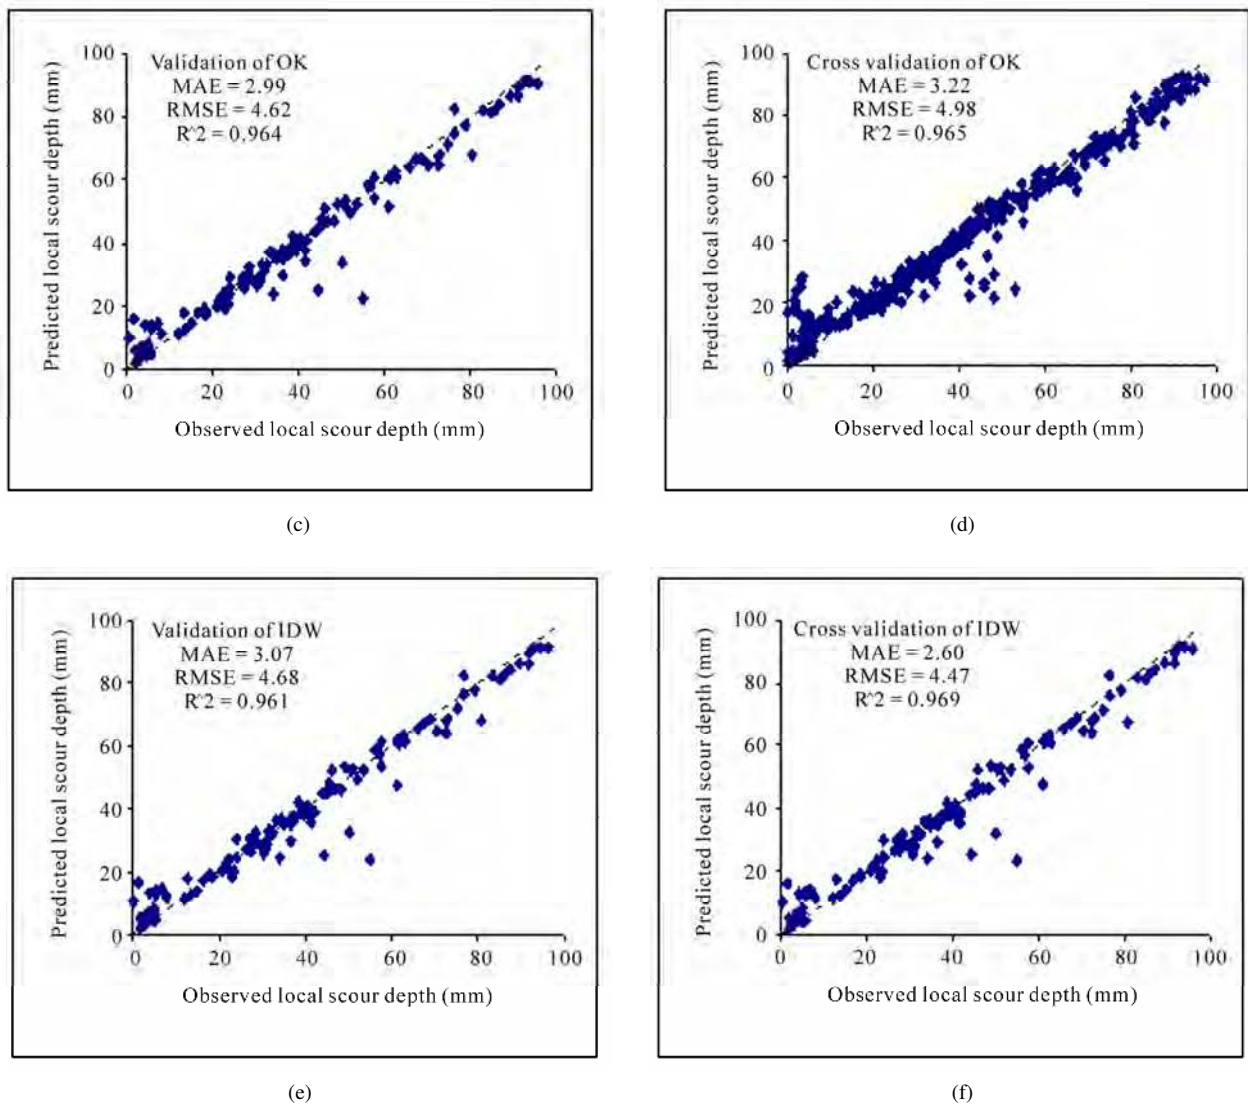 Predicted local scour depth (mm)
100
80
60
40
20
0
Validation of OK
MAE = 2.99
RMSE = 4.62
R^2 = 0.964
0 20 40 60 80 100
Observed local scour depth (mm)
(c)
Predicted local scour depth (mm)
100
80
60
40
20
0
Cross validation of OK
MAE = 3.22
RMSE = 4.98
R^2 = 0.965
0 20 40 60 80 100
Observed local scour depth (mm)
(d)
Predicted local scour depth (mm)
100
80
60
40
20
0
Validation of IDW
MAE = 3.07
RMSE = 4.68
R^2 = 0.961
0 20 40 60 80 100
Observed local scour depth (mm)
(e)
Predicted local scour depth (mm)
100
80
60
40
20
0
Cross validation of IDW
MAE = 2.60
RMSE = 4.47
R^2 = 0.969
0 20 40 60 80 100
Observed local scour depth (mm)
(f)